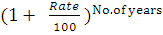 (1 + Rate/100)^No.of years